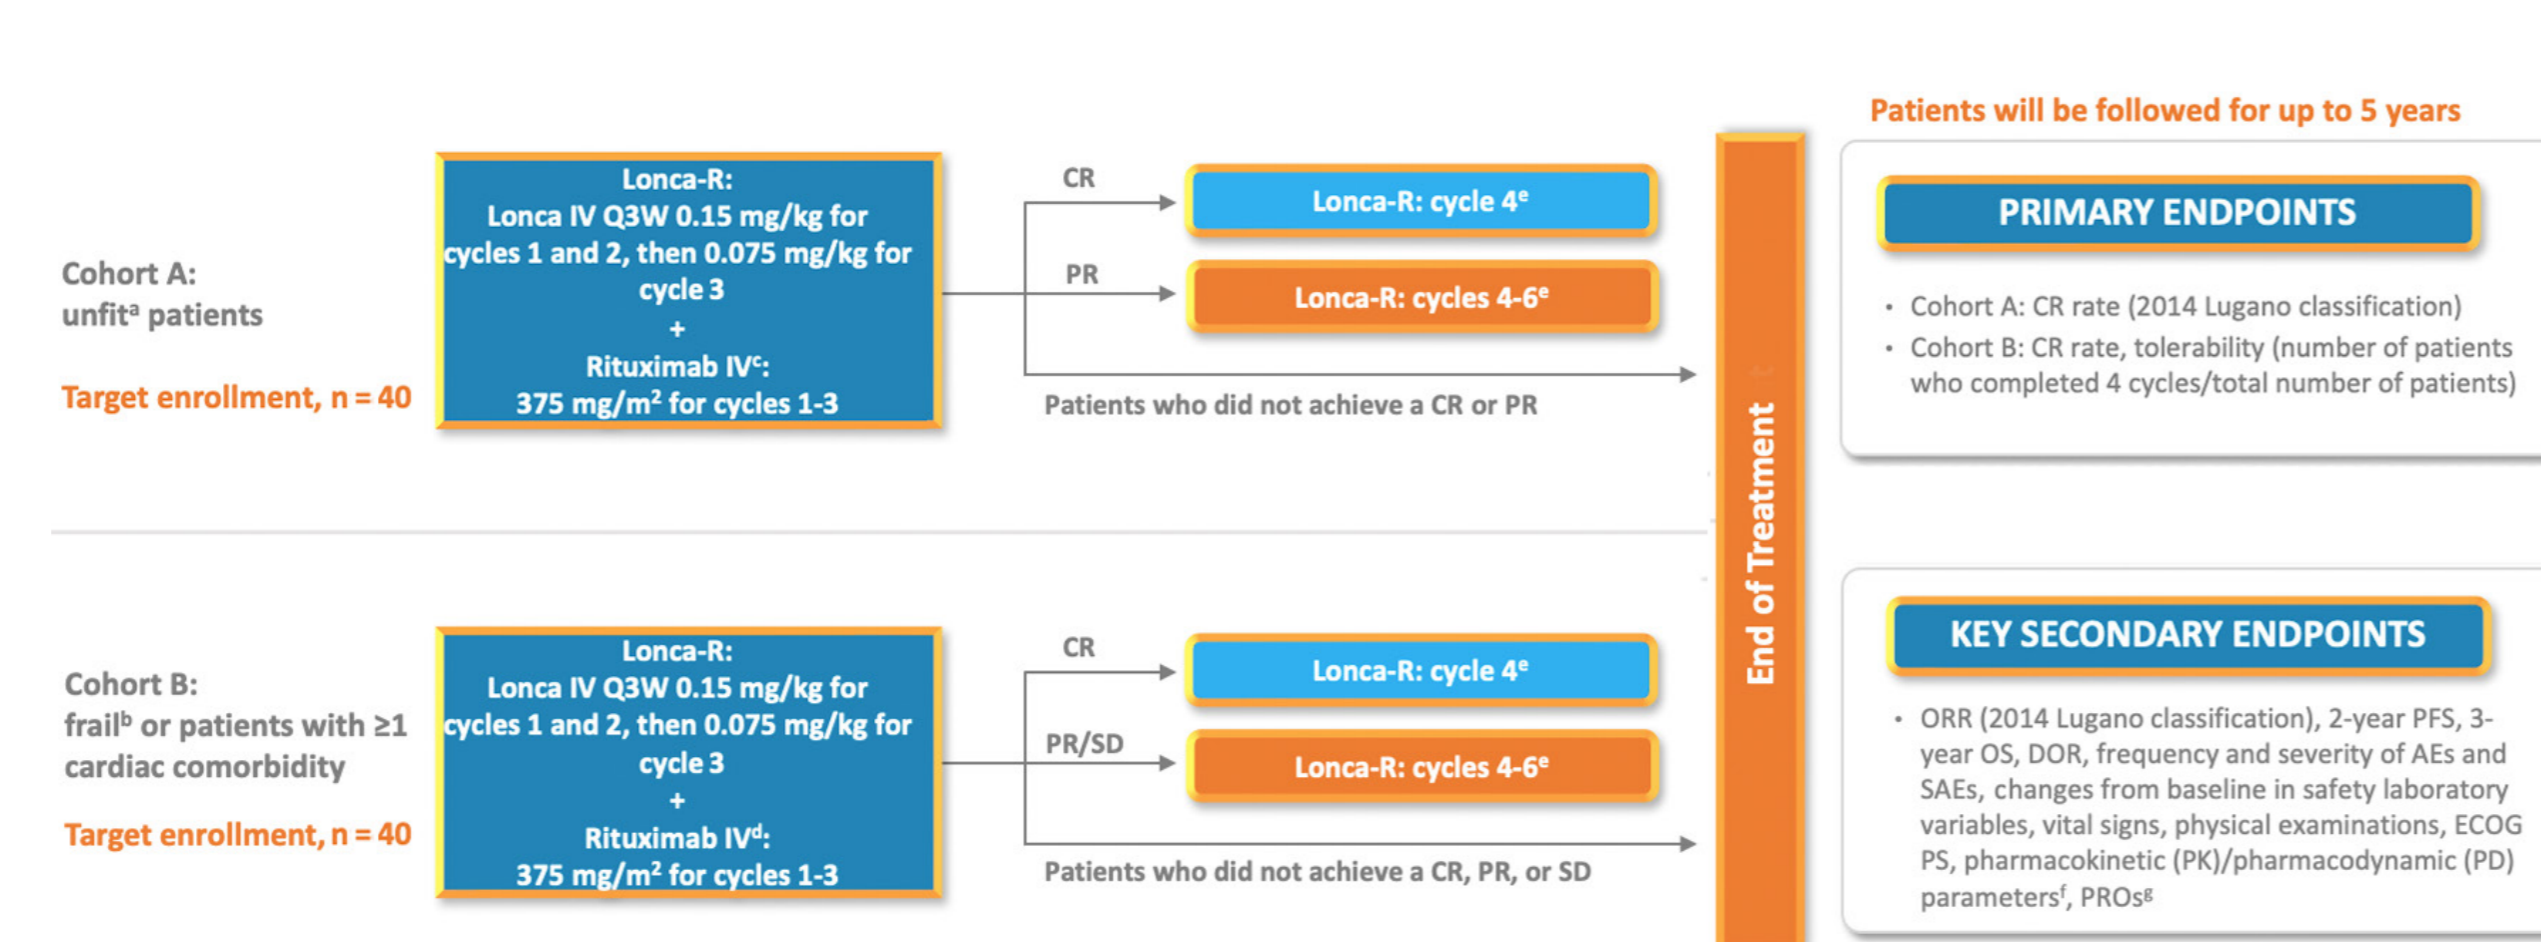 Patients will be followed for up to 5 years
Cohort A:
unfitᵃ patients
Target enrollment, n = 40
Lonca-R:
Lonca IV Q3W 0.15 mg/kg for
cycles 1 and 2, then 0.075 mg/kg for
cycle 3
+
Rituximab IVᶜ:
375 mg/m² for cycles 1-3
CR
Lonca-R: cycle 4ᵉ
PR
Lonca-R: cycles 4-6ᵉ
Patients who did not achieve a CR or PR
End of Treatment
PRIMARY ENDPOINTS
• Cohort A: CR rate (2014 Lugano classification)
• Cohort B: CR rate, tolerability (number of patients
who completed 4 cycles/total number of patients)
Cohort B:
frailᵇ or patients with ≥1
cardiac comorbidity
Target enrollment, n = 40
Lonca-R:
Lonca IV Q3W 0.15 mg/kg for
cycles 1 and 2, then 0.075 mg/kg for
cycle 3
+
Rituximab IVᵈ:
375 mg/m² for cycles 1-3
CR
Lonca-R: cycle 4ᵉ
PR/SD
Lonca-R: cycles 4-6ᵉ
Patients who did not achieve a CR, PR, or SD
KEY SECONDARY ENDPOINTS
• ORR (2014 Lugano classification), 2-year PFS, 3-
year OS, DOR, frequency and severity of AEs and
SAEs, changes from baseline in safety laboratory
variables, vital signs, physical examinations, ECOG
PS, pharmacokinetic (PK)/pharmacodynamic (PD)
parametersᶠ, PROsᵍ